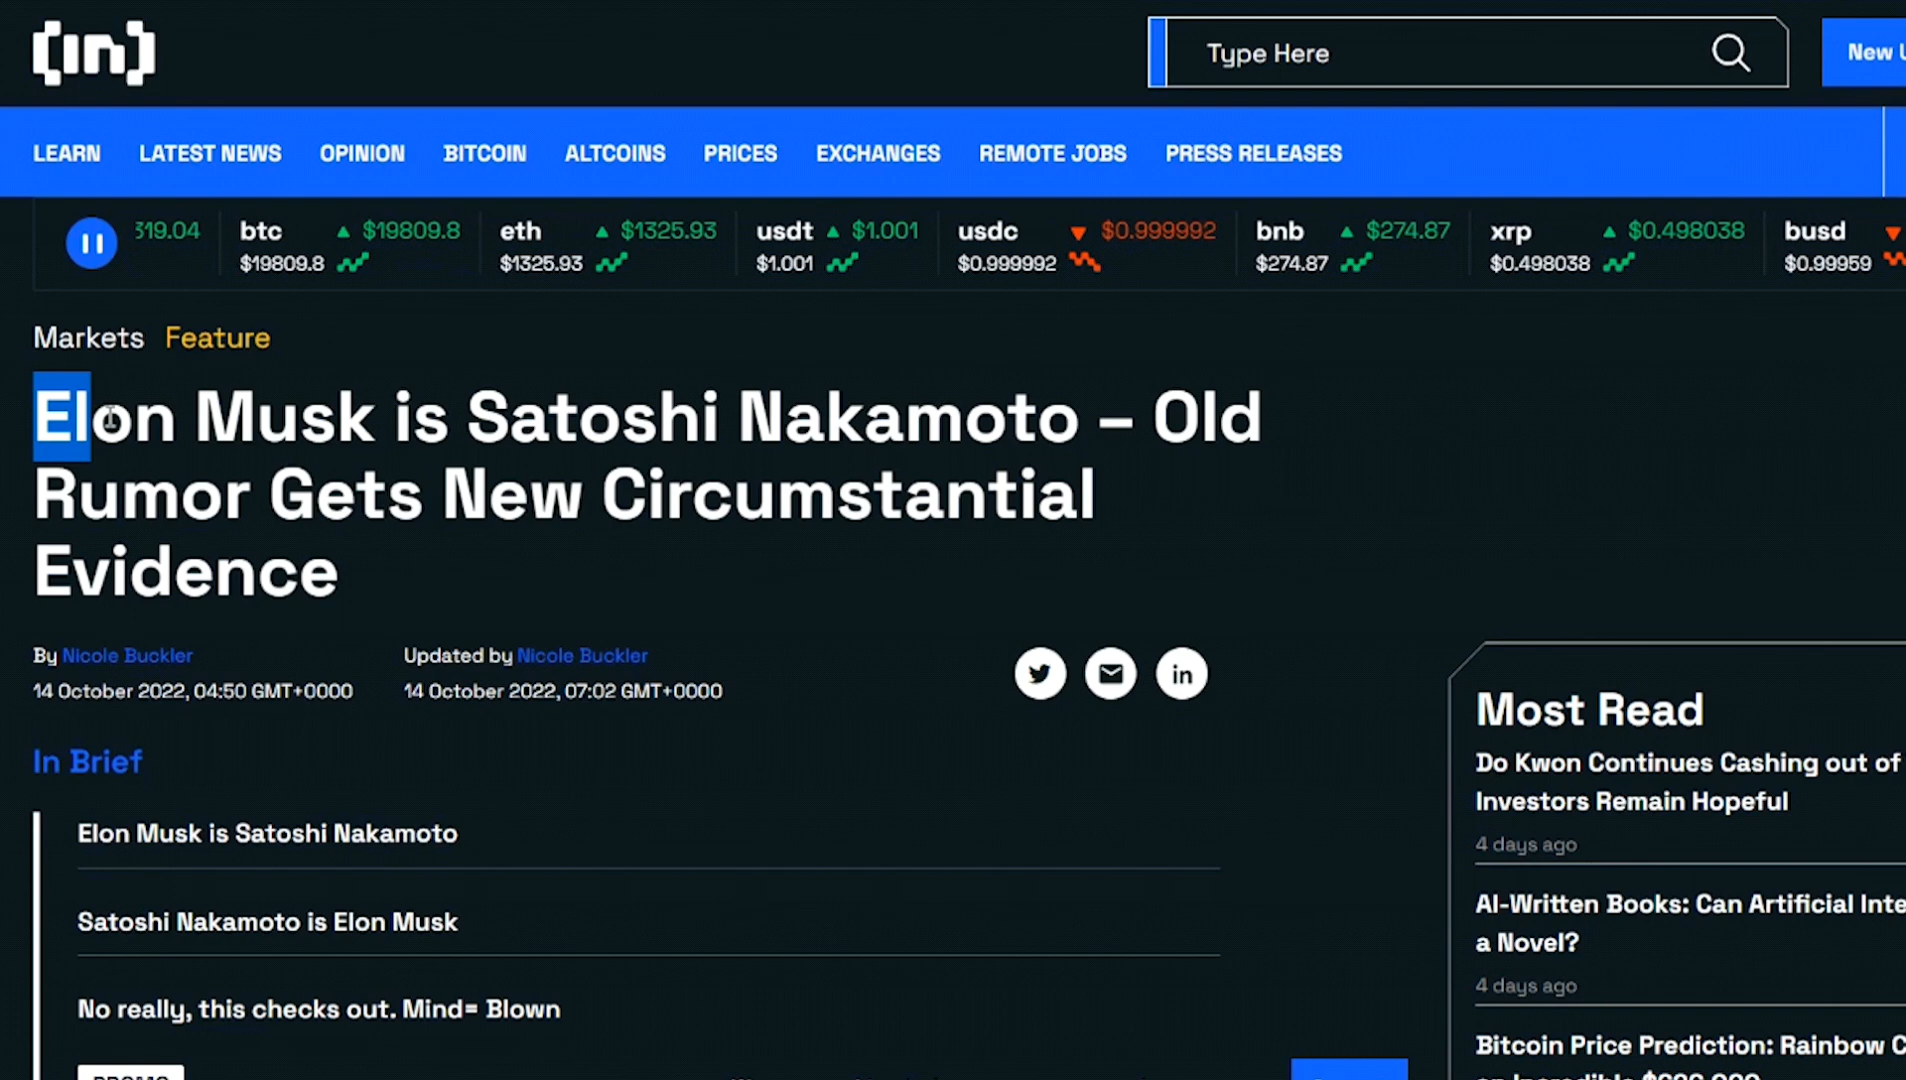 [in]
Type Here
New U
LEARN LATEST NEWS OPINION BITCOIN ALTCOINS PRICES EXCHANGES REMOTE JOBS PRESS RELEASES
319.04 btc $19809.8 eth $1325.93 usdt $1.001 usdc $0.999992 bnb $274.87 xrp $0.498038 busd
$19809.8 $1325.93 $1.001 $0.999992 $274.87 $0.498038 $0.99959
Markets Feature
Elon Musk is Satoshi Nakamoto – Old
Rumor Gets New Circumstantial
Evidence
By Nicole Buckler
14 October 2022, 04:50 GMT+0000
Updated by Nicole Buckler
14 October 2022, 07:02 GMT+0000
in
In Brief
Elon Musk is Satoshi Nakamoto
Satoshi Nakamoto is Elon Musk
No really, this checks out. Mind= Blown
PROMO
Most Read
Do Kwon Continues Cashing out of
Investors Remain Hopeful
4 days ago
AI-Written Books: Can Artificial Inte
a Novel?
4 days ago
Bitcoin Price Prediction: Rainbow C
an Incredible